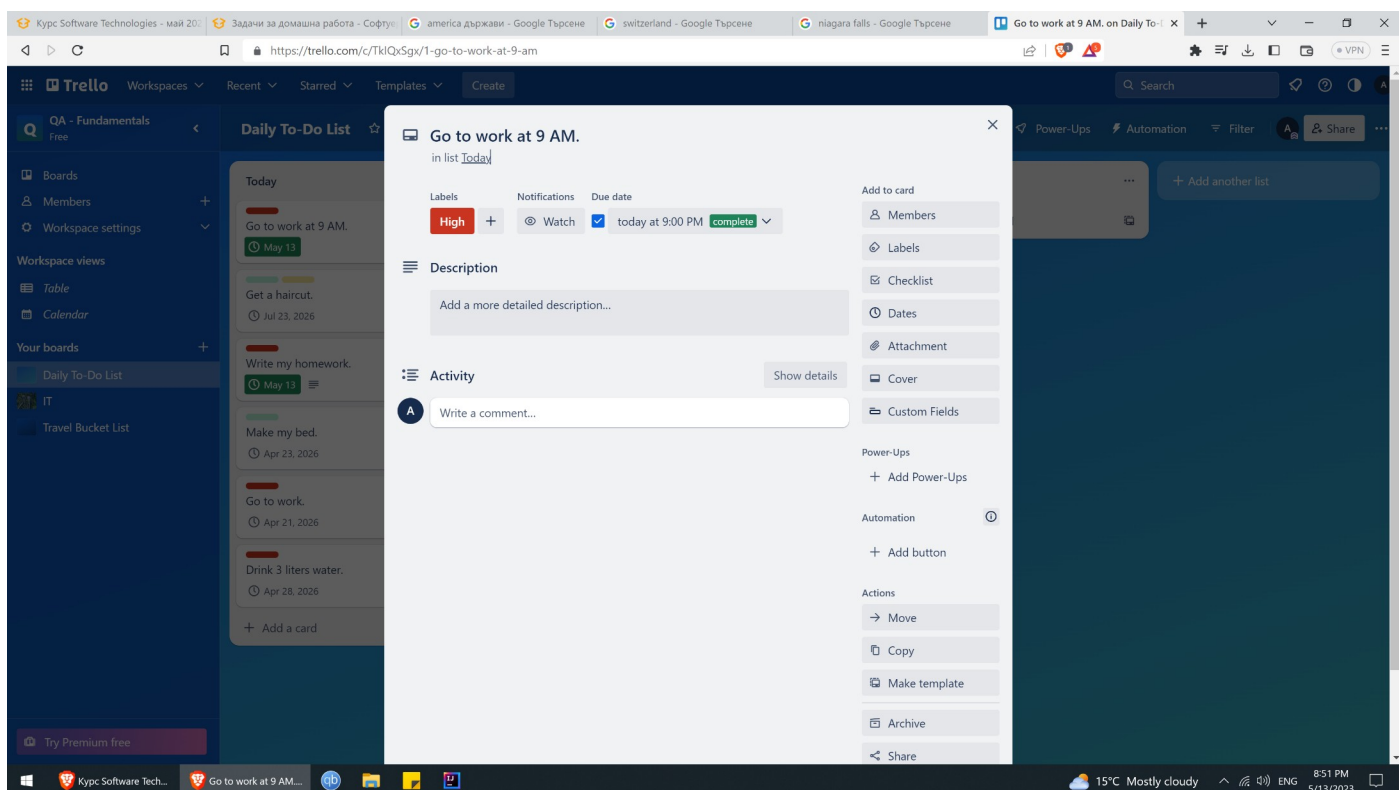 Курс Software Technologies - май 202
Задачи за домашна работа - Софтуе
america държави - Google Търсене
switzerland - Google Търсене
niagara falls - Google Търсене
Go to work at 9 AM. on Daily To-D
https://trello.com/c/TklQxSgx/1-go-to-work-at-9-am
VPN
Trello
Workspaces
Recent
Starred
Templates
Create
Search
Q
QA - Fundamentals
Free
Daily To-Do List
Power-Ups
Automation
Filter
A
Share
Boards
Members
Workspace settings
Workspace views
Table
Calendar
Your boards
Daily To-Do List
IT
Travel Bucket List
Try Premium free
Today
Go to work at 9 AM.
May 13
Get a haircut.
Jul 23, 2026
Write my homework.
May 13
Make my bed.
Apr 23, 2026
Go to work.
Apr 21, 2026
Drink 3 liters water.
Apr 28, 2026
+ Add a card
Go to work at 9 AM.
in list Today
Labels
Notifications
Due date
High
+
Watch
today at 9:00 PM complete
Description
Add a more detailed description...
Activity
Show details
A
Write a comment...
Add to card
Members
Labels
Checklist
Dates
Attachment
Cover
Custom Fields
Power-Ups
+ Add Power-Ups
Automation
+ Add button
Actions
Move
Copy
Make template
Archive
Share
+ Add another list
Курс Software Tech...
Go to work at 9 AM....
qb
15°C Mostly cloudy
ENG
8:51 PM
5/13/2023